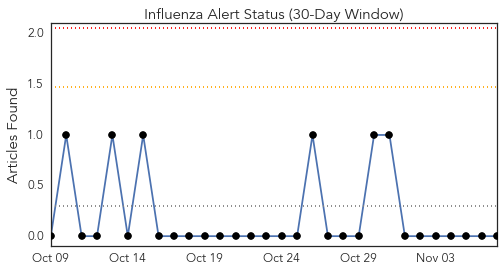 Influenza Alert Status (30-Day Window)
Articles Found
2.0
1.5
1.0
0.5
0.0
Oct 09 Oct 14 Oct 19 Oct 24 Oct 29 Nov 03